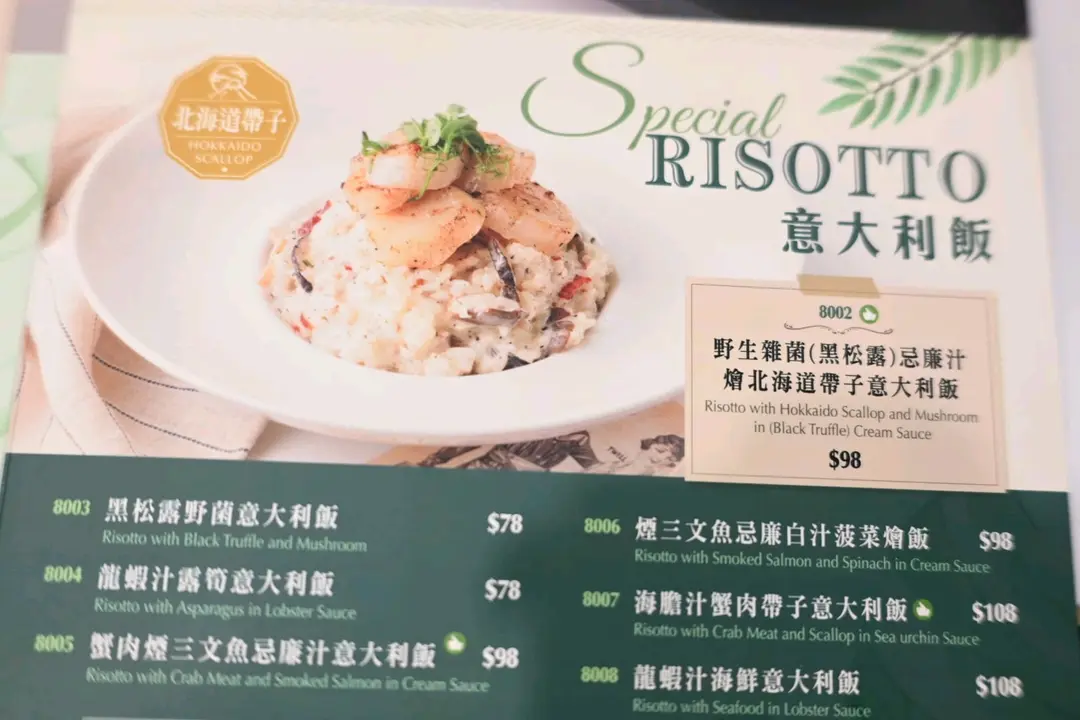 北海道帶子
HOKKAIDO
SCALLOP
Special
RISOTTO
意大利飯
8002
野生雜菌(黑松露)忌廉汁
燴北海道帶子意大利飯
Risotto with Hokkaido Scallop and Mushroom
in (Black Truffle) Cream Sauce
$98
8003 黑松露野菌意大利飯 $78
Risotto with Black Truffle and Mushroom
8004 龍蝦汁露筍意大利飯 $78
Risotto with Asparagus in Lobster Sauce
8005 蟹肉煙三文魚忌廉汁意大利飯 $98
Risotto with Crab Meat and Smoked Salmon in Cream Sauce
8006 煙三文魚忌廉白汁菠菜燴飯 $98
Risotto with Smoked Salmon and Spinach in Cream Sauce
8007 海膽汁蟹肉帶子意大利飯 $108
Risotto with Crab Meat and Scallop in Sea urchin Sauce
8008 龍蝦汁海鮮意大利飯 $108
Risotto with Seafood in Lobster Sauce